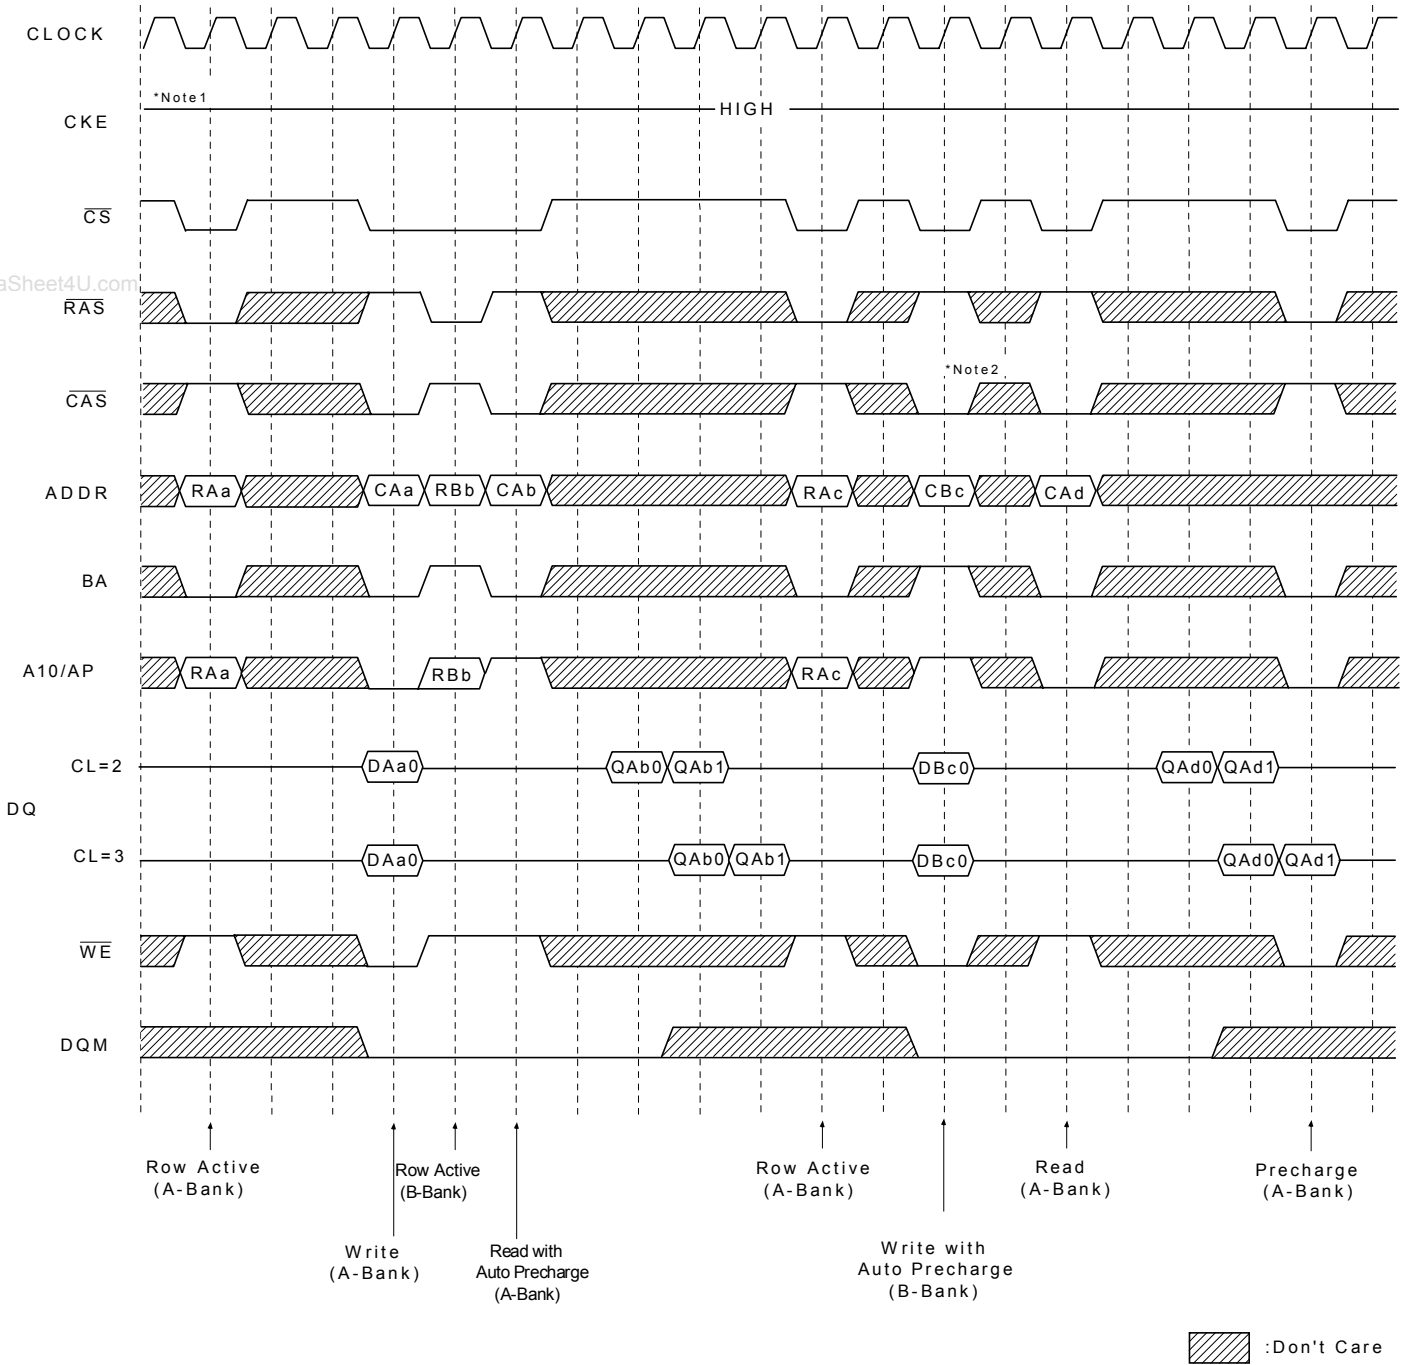 CLOCK
*Note1
CKE
HIGH
CS
aSheet4U.com
RAS
*Note2
CAS
ADDR RAa CAa RBb CAb RAc CBc CAd
BA
A10/AP RAa RBb RAc
CL=2 DAa0 QAb0 QAb1 DBc0 QAd0 QAd1
DQ
CL=3 DAa0 QAb0 QAb1 DBc0 QAd0 QAd1
WE
DQM
Row Active
(A-Bank)
Row Active
(B-Bank)
Row Active
(A-Bank)
Read
(A-Bank)
Precharge
(A-Bank)
Write
(A-Bank)
Read with
Auto Precharge
(A-Bank)
Write with
Auto Precharge
(B-Bank)
:Don't Care